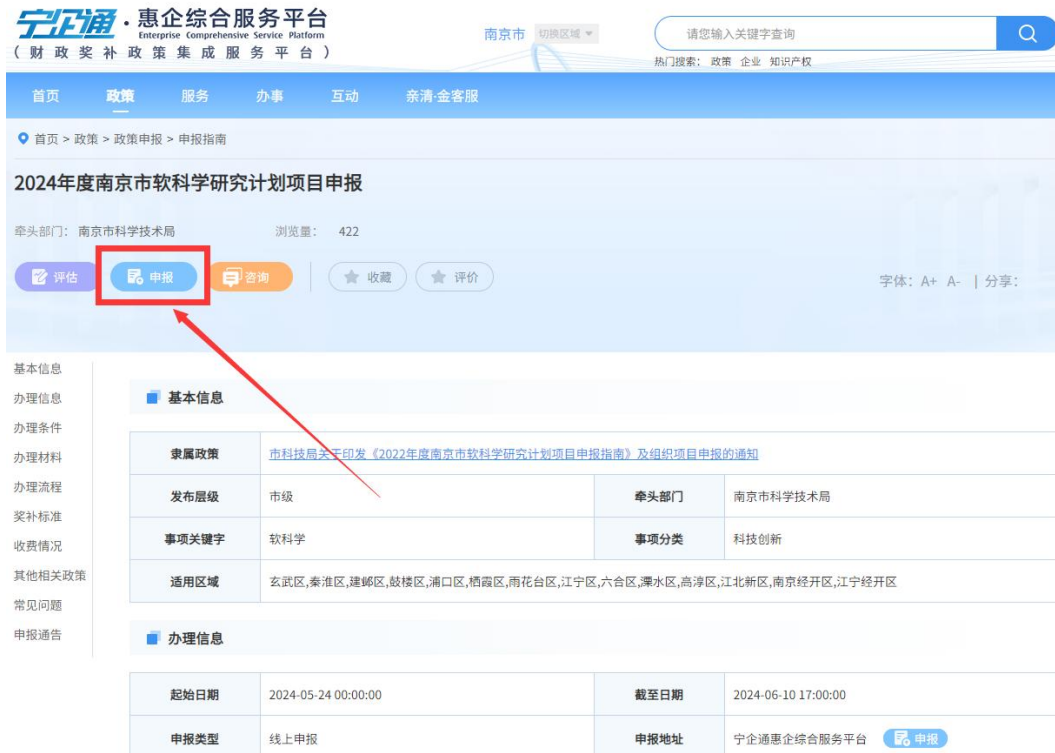 宁企通·惠企综合服务平台
Enterprise Comprehensive Service Platform
(财政奖补政策集成服务平台)
南京市 切换区域
请您输入关键字查询
热门搜索: 政策 企业 知识产权
首页 政策 服务 办事 互动 亲清·金客服
首页 > 政策 > 政策申报 > 申报指南
2024年度南京市软科学研究计划项目申报
牵头部门: 南京市科学技术局 浏览量: 422
评估 申报 咨询 收藏 评价
字体: A+ A- | 分享:
基本信息
办理信息
办理条件
办理材料
办理流程
奖补标准
收费情况
其他相关政策
常见问题
申报通告
基本信息
隶属政策 市科技局关于印发《2022年度南京市软科学研究计划项目申报指南》及组织项目申报的通知
发布层级 市级 牵头部门 南京市科学技术局
事项关键字 软科学 事项分类 科技创新
适用区域 玄武区,秦淮区,建邺区,鼓楼区,浦口区,栖霞区,雨花台区,江宁区,六合区,溧水区,高淳区,江北新区,南京经开区,江宁经开区
办理信息
起始日期 2024-05-24 00:00:00 截至日期 2024-06-10 17:00:00
申报类型 线上申报 申报地址 宁企通惠企综合服务平台 申报